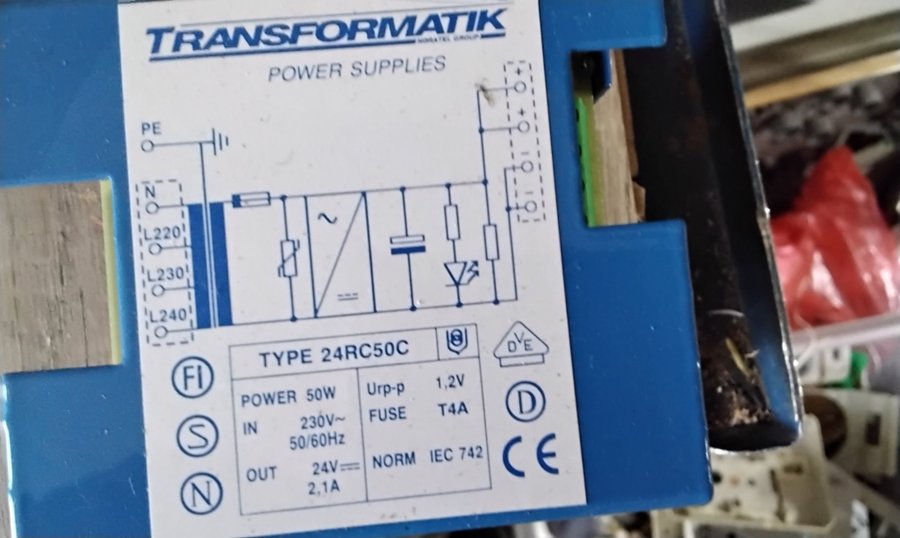 TRANSFORMATIK
NORATEL GROUP
POWER SUPPLIES
PE
N
L220
L230
L240
+
+
-
-
~
TYPE 24RC50C
POWER 50W
IN 230V~
50/60Hz
OUT 24V⎓
2,1A
Urp-p 1,2V
FUSE T4A
NORM IEC 742
FI
S
N
DVE
D
CE